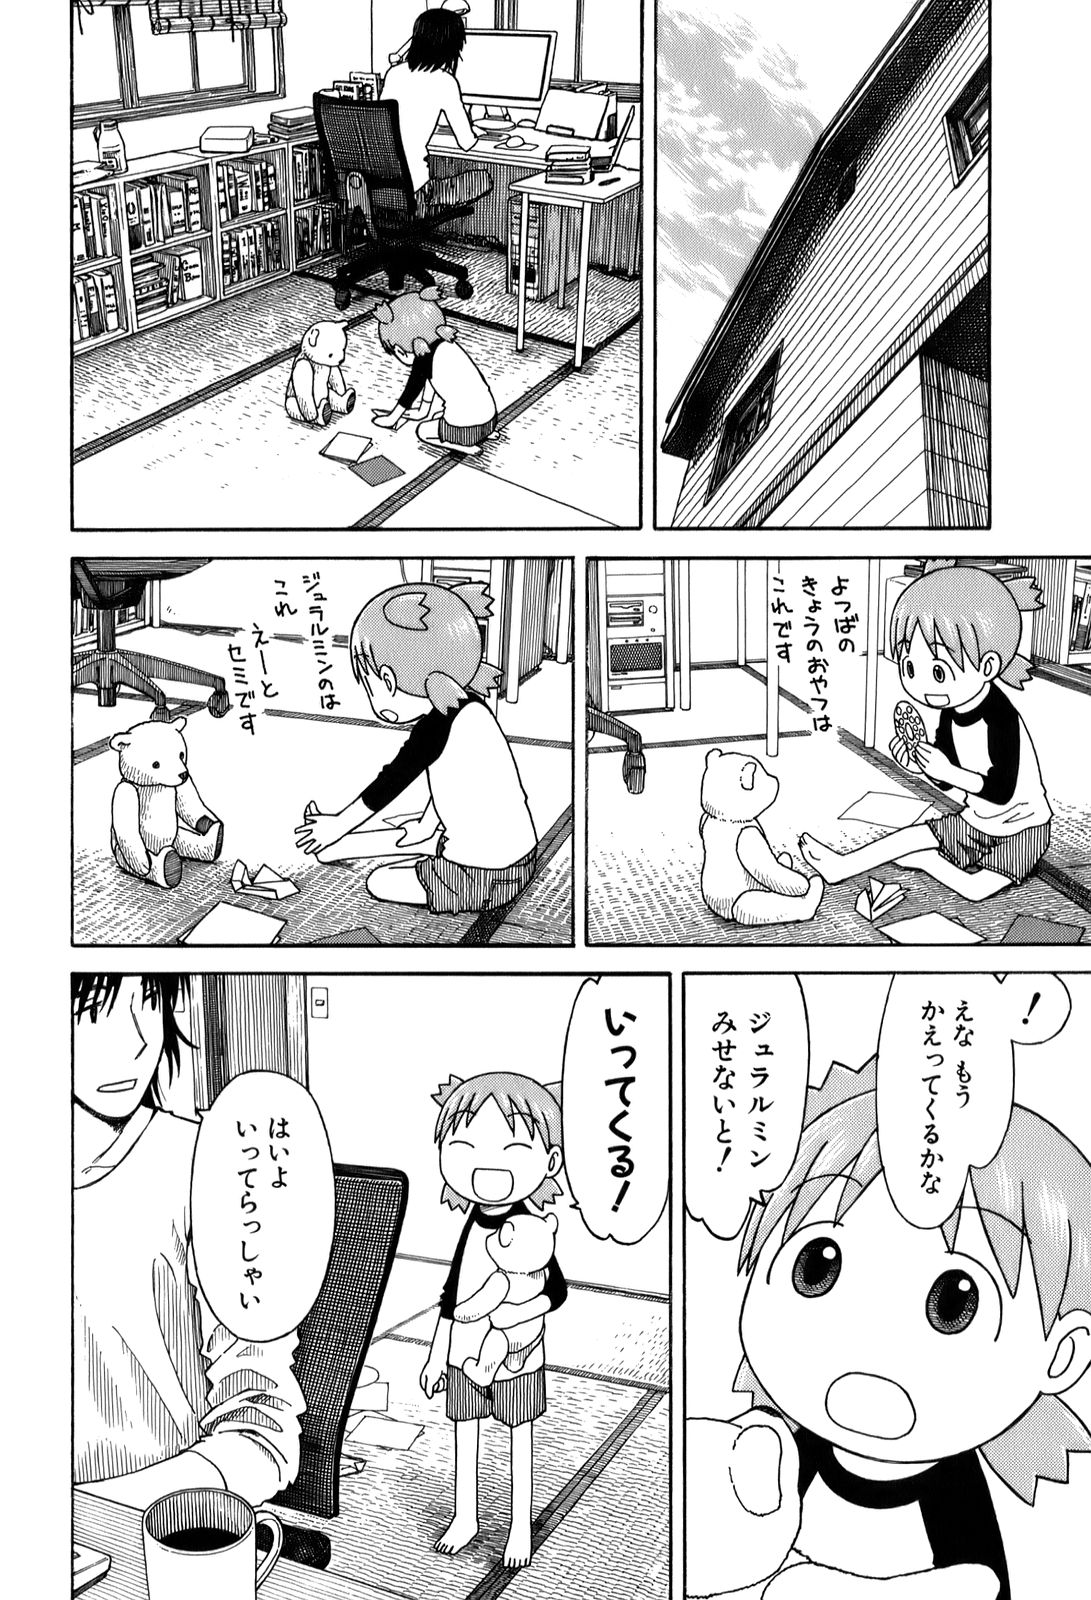 よつばの
きょうのおやつは
これです
ジュラルミンのは
これ
えーと
セミです
！
えな もう
かえってくるかな
ジュラルミン
みせないと！
いってくる！
はいよ
いってらっしゃい